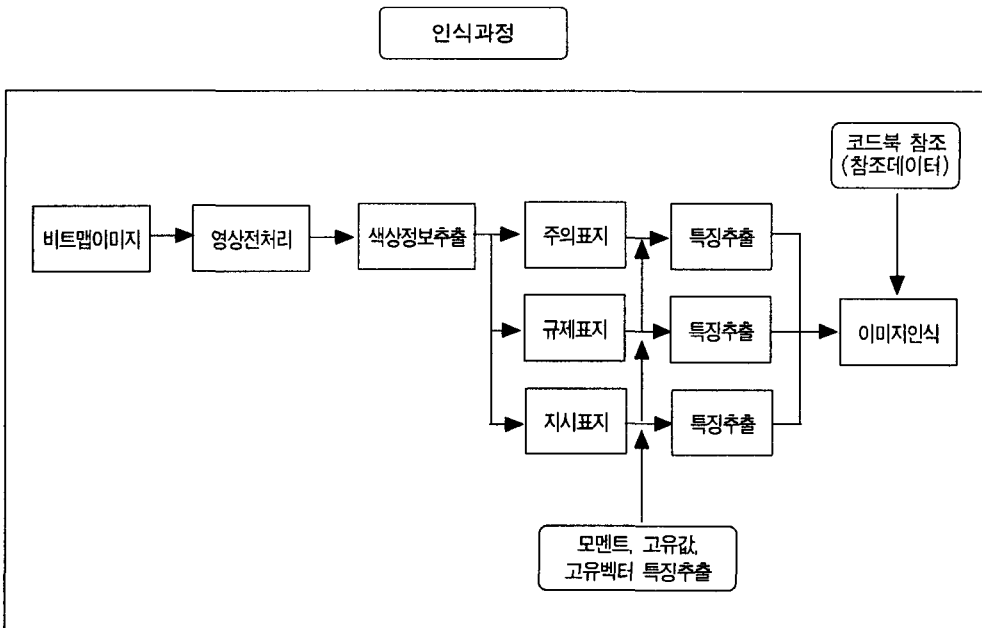 인식과정
코드북 참조
(참조데이터)
비트맵이미지
영상전처리
색상정보추출
주의표지
특징추출
규제표지
특징추출
이미지인식
지시표지
특징추출
모멘트, 고유값,
고유벡터 특징추출